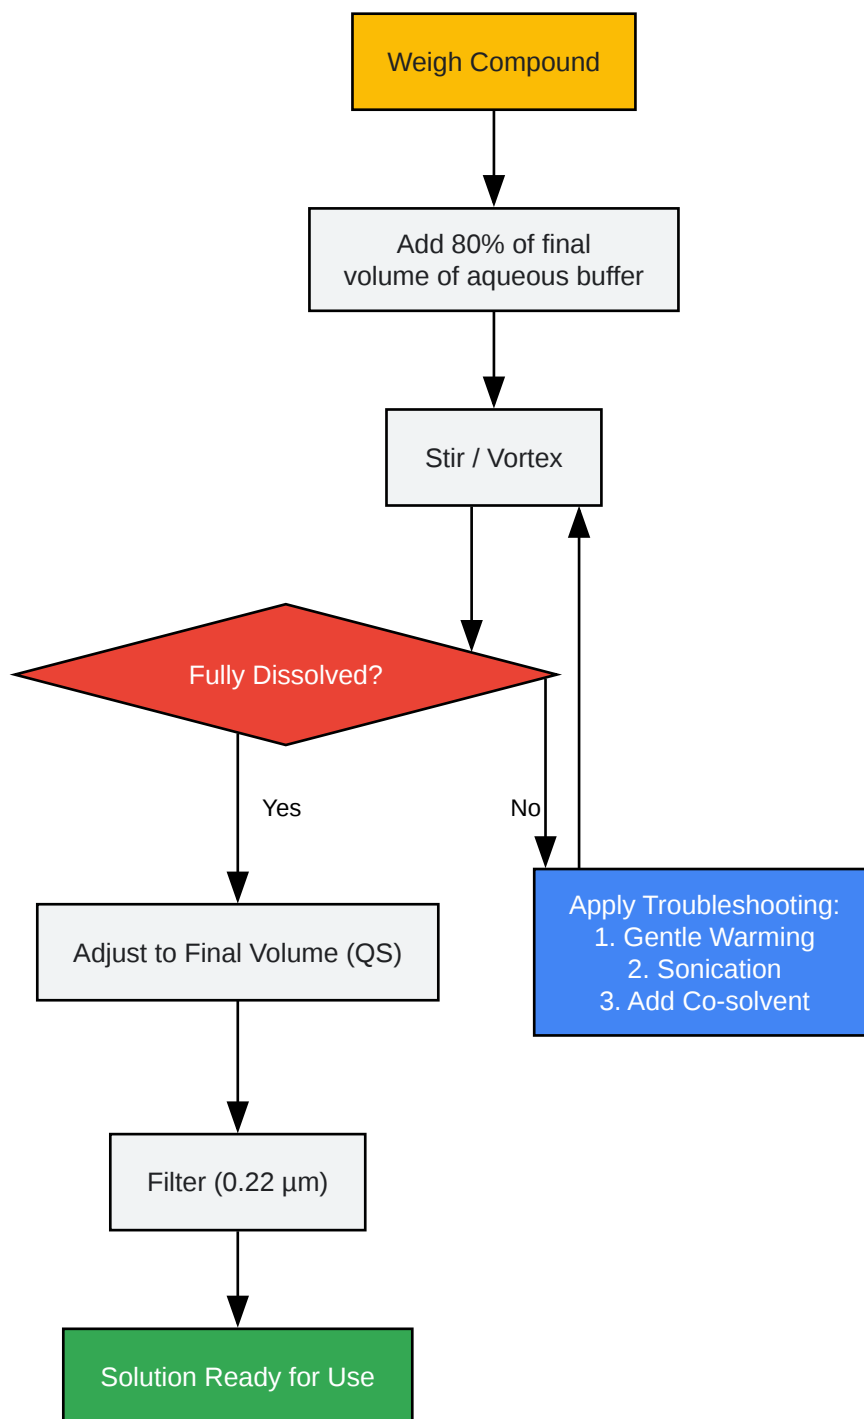 Weigh Compound
Add 80% of final
volume of aqueous buffer
Stir / Vortex
Fully Dissolved?
Yes
No
Apply Troubleshooting:
1. Gentle Warming
2. Sonication
3. Add Co-solvent
Adjust to Final Volume (QS)
Filter (0.22 µm)
Solution Ready for Use